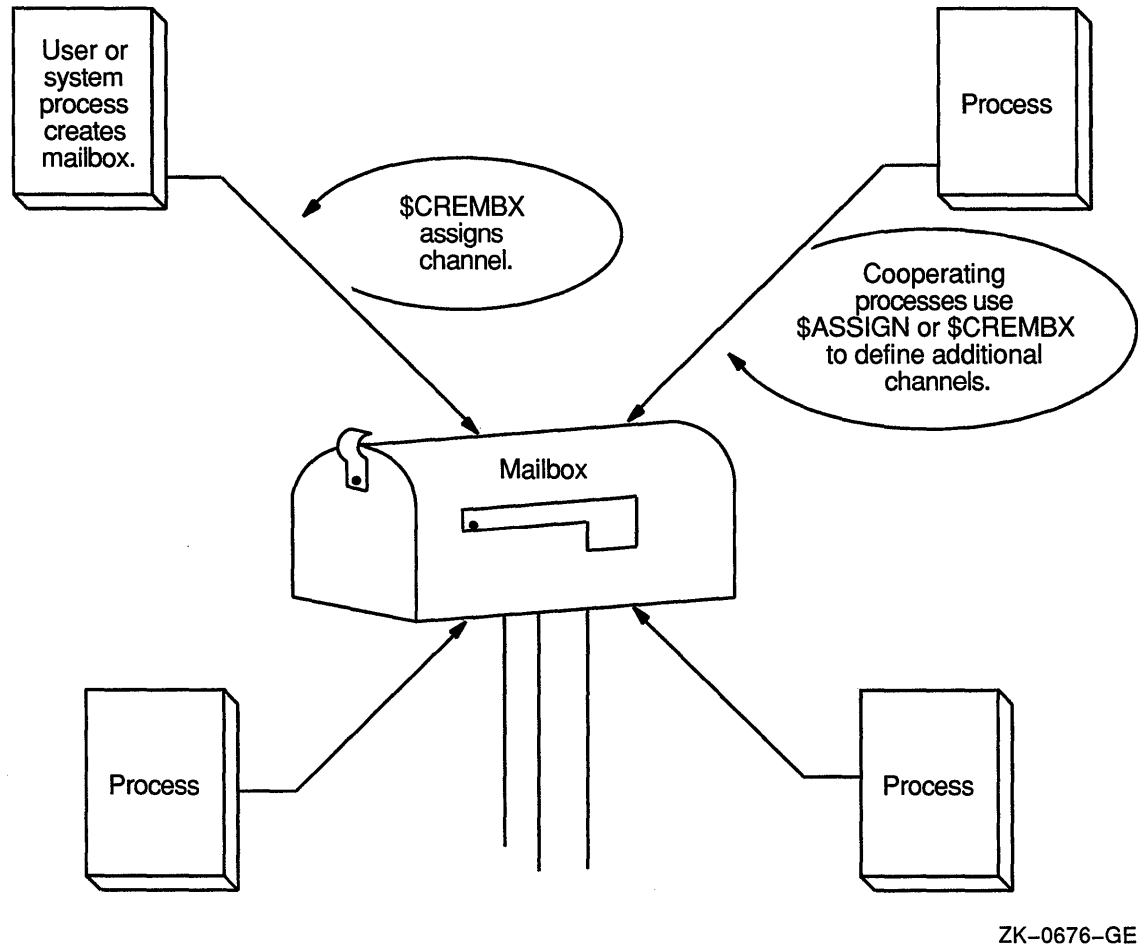 User or
system
process
creates
mailbox.
Process
$CREMBX
assigns
channel.
Cooperating
processes use
$ASSIGN or $CREMBX
to define additional
channels.
Mailbox
Process
Process
ZK–0676–GE